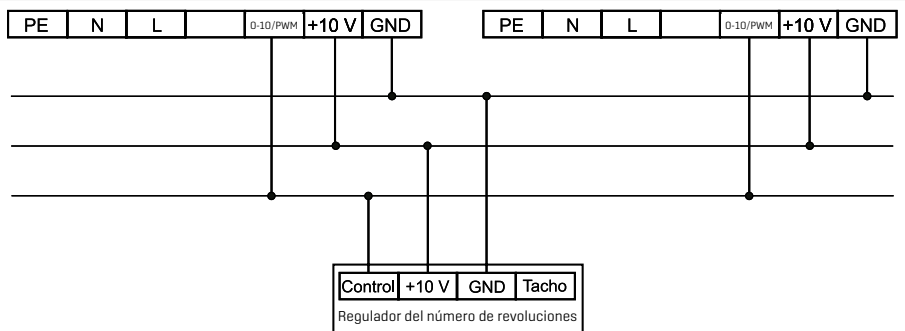 PE N L 0-10/PWM +10 V GND PE N L 0-10/PWM +10 V GND
Control +10 V GND Tacho
Regulador del número de revoluciones